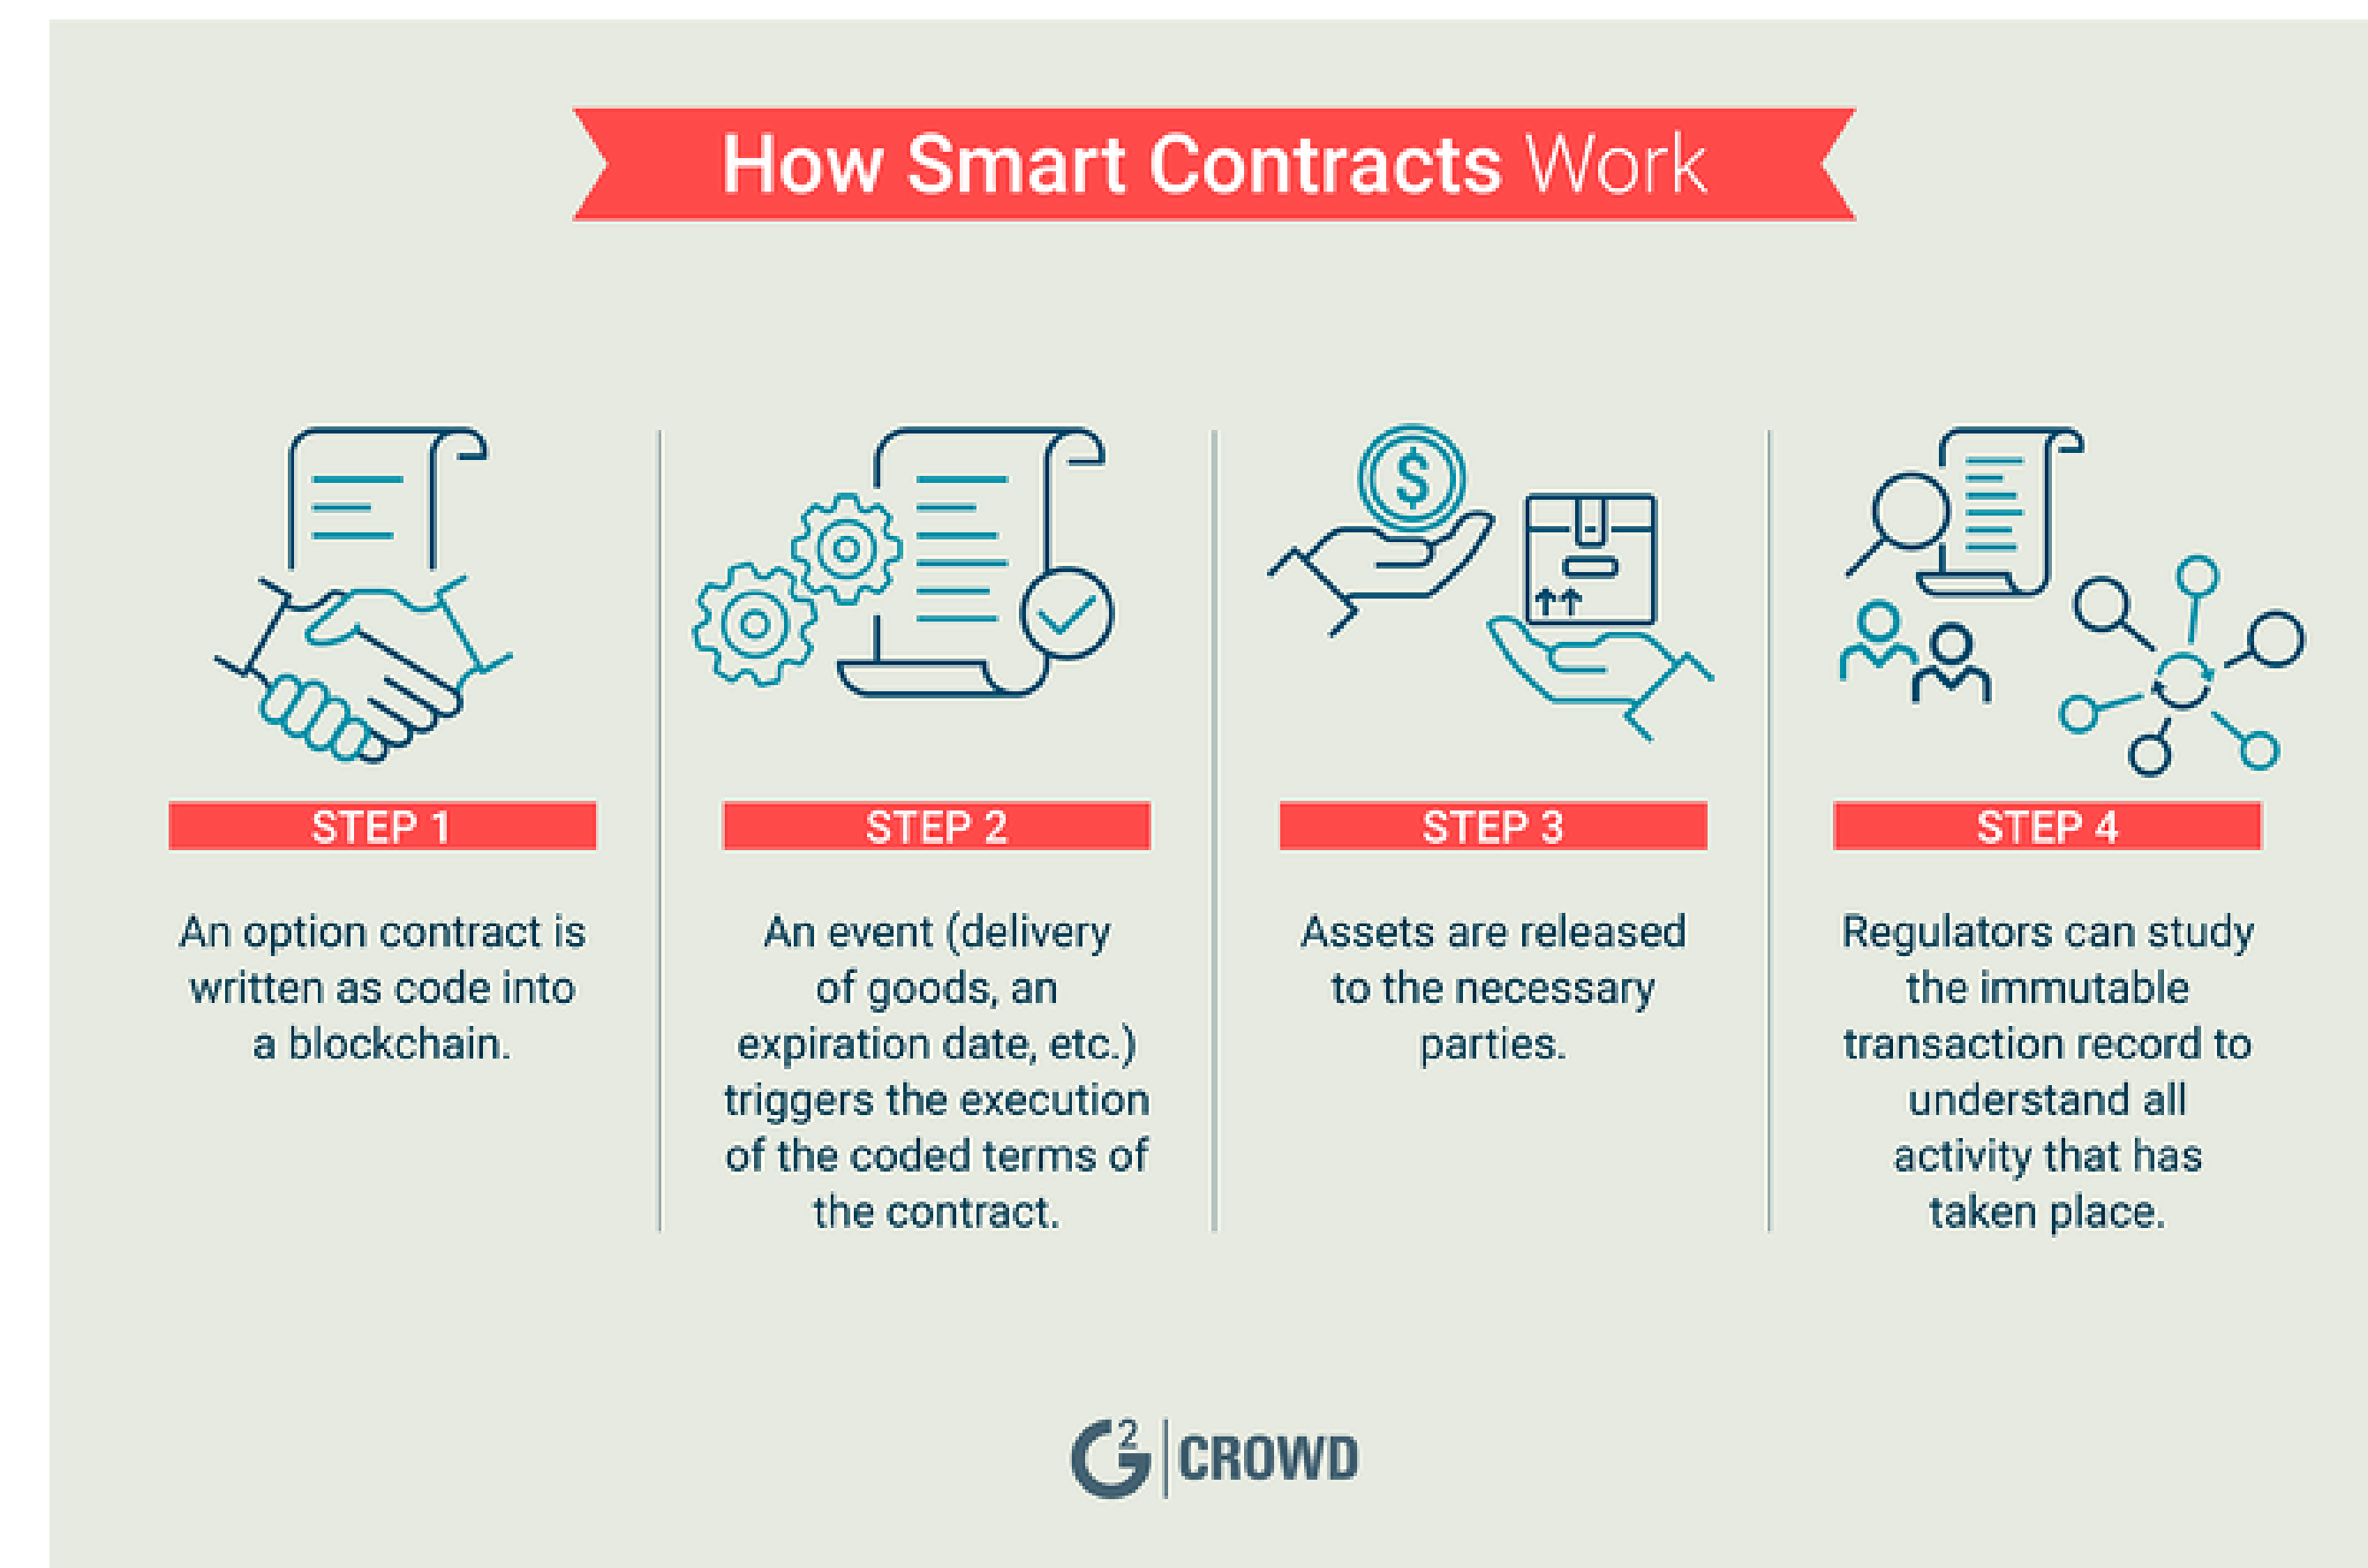 How Smart Contracts Work
STEP 1
An option contract is
written as code into
a blockchain.
STEP 2
An event (delivery
of goods, an
expiration date, etc.)
triggers the execution
of the coded terms of
the contract.
STEP 3
Assets are released
to the necessary
parties.
STEP 4
Regulators can study
the immutable
transaction record to
understand all
activity that has
taken place.
G2 CROWD